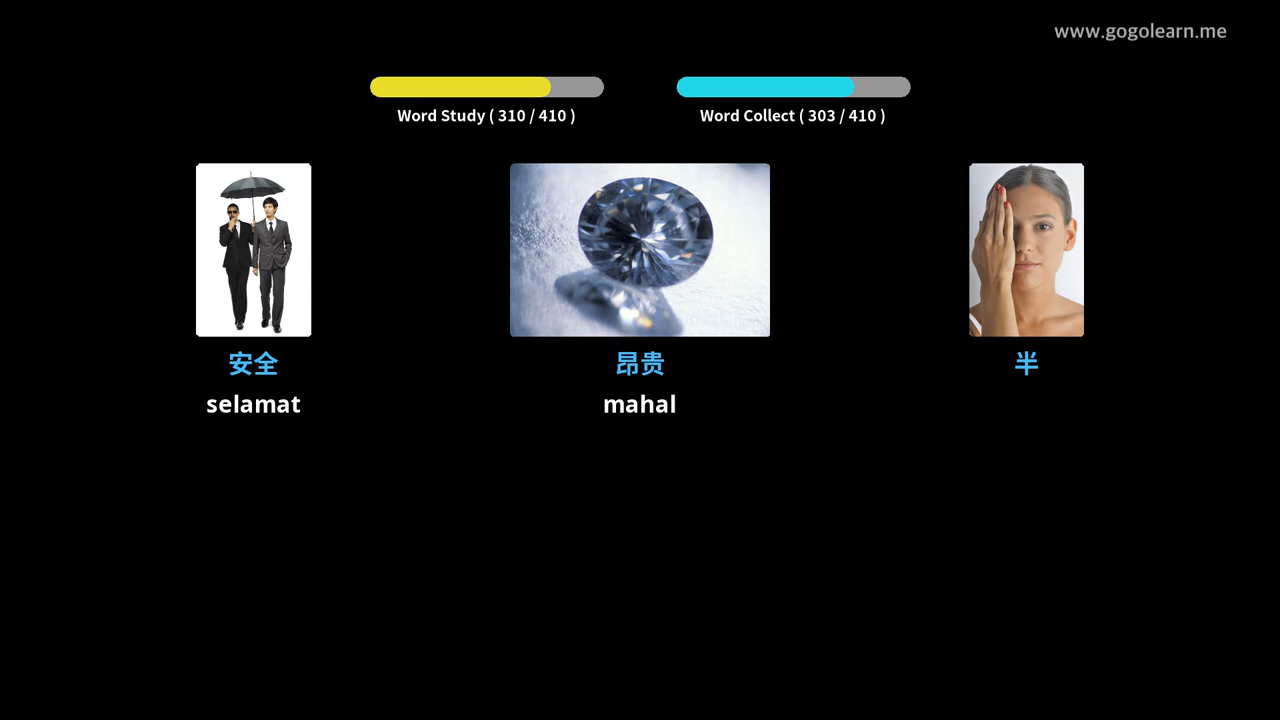 www.gogolearn.me
Word Study ( 310 / 410 )
Word Collect ( 303 / 410 )
安全
昂贵
半
selamat
mahal